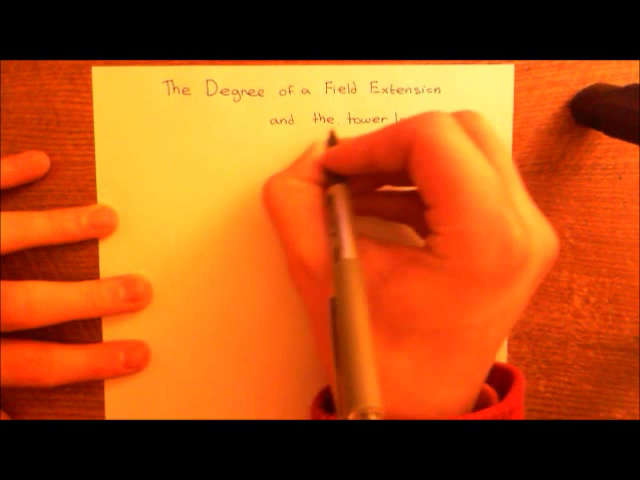 The Degree of a Field Extension
and the tower